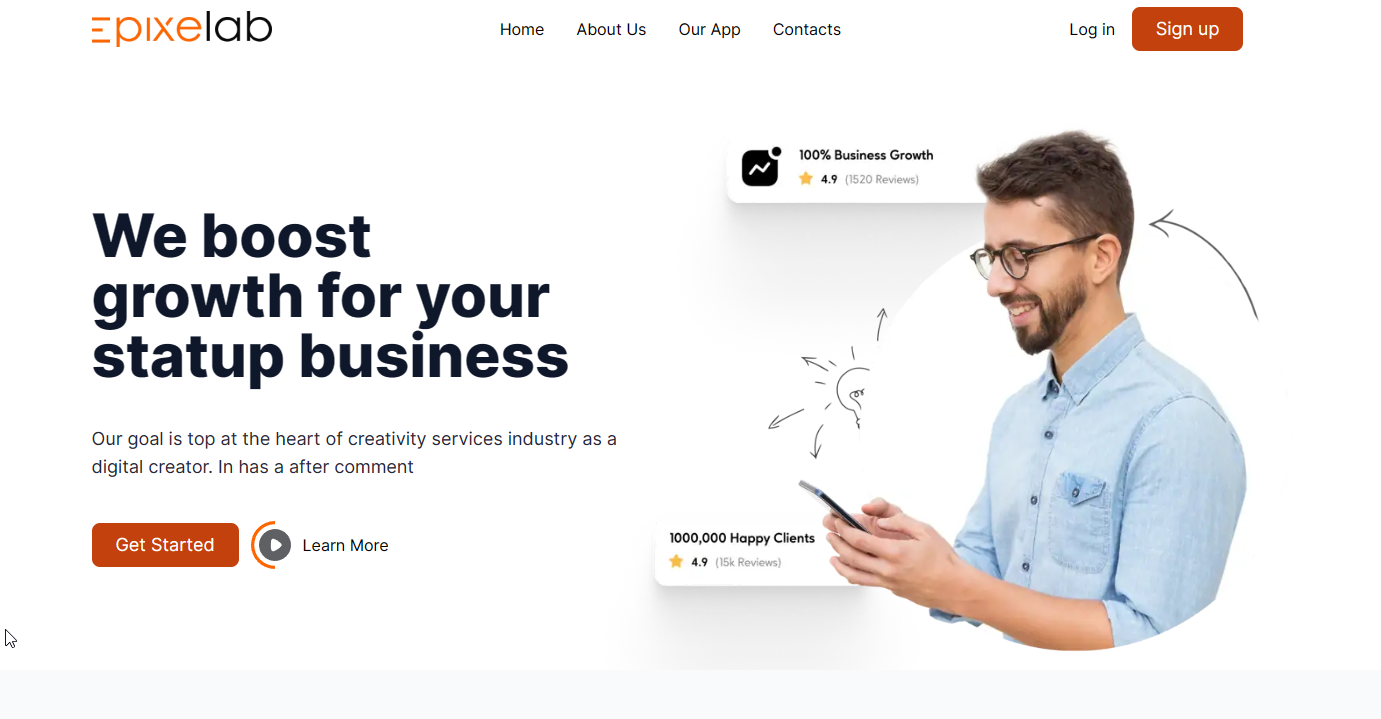 Epixelab
Home
About Us
Our App
Contacts
Log in
Sign up
100% Business Growth
4.9 (1520 Reviews)
We boost
growth for your
statup business
Our goal is top at the heart of creativity services industry as a
digital creator. In has a after comment
Get Started
Learn More
1000,000 Happy Clients
4.9 (15k Reviews)